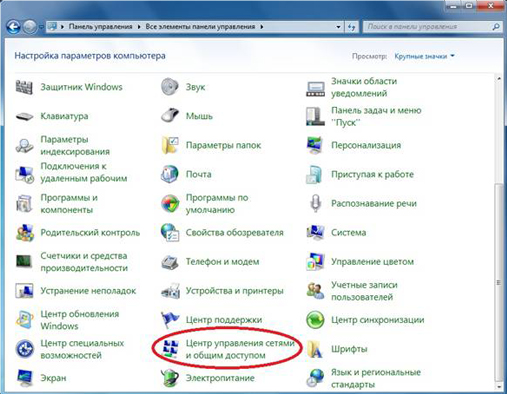 Панель управления ▸ Все элементы панели управления ▸
Поиск в панели управления
Настройка параметров компьютера
Просмотр: Крупные значки
Защитник Windows
Звук
Значки области
уведомлений
Клавиатура
Мышь
Панель задач и меню
"Пуск"
Параметры
индексирования
Параметры папок
Персонализация
Подключения к
удаленным рабочим
Почта
Приступая к работе
Программы и
компоненты
Программы по
умолчанию
Распознавание речи
Родительский контроль
Свойства обозревателя
Система
Счетчики и средства
производительности
Телефон и модем
Управление цветом
Устранение неполадок
Устройства и принтеры
Учетные записи
пользователей
Центр обновления
Windows
Центр поддержки
Центр синхронизации
Центр специальных
возможностей
Центр управления сетями
и общим доступом
Шрифты
Экран
Электропитание
Язык и региональные
стандарты